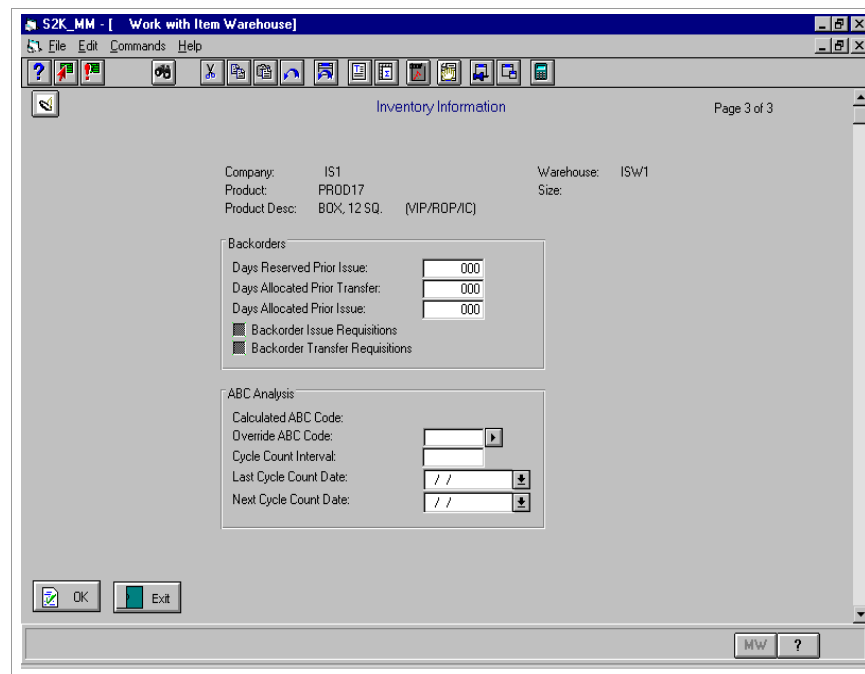 S2K_MM - [ Work with Item Warehouse]
File Edit Commands Help
Inventory Information Page 3 of 3
Company: IS1 Warehouse: ISW1
Product: PROD17 Size:
Product Desc: BOX, 12 SQ. (VIP/ROP/IC)
Backorders
Days Reserved Prior Issue: 000
Days Allocated Prior Transfer: 000
Days Allocated Prior Issue: 000
Backorder Issue Requisitions
Backorder Transfer Requisitions
ABC Analysis
Calculated ABC Code:
Override ABC Code:
Cycle Count Interval:
Last Cycle Count Date: / /
Next Cycle Count Date: / /
OK Exit
MW ?